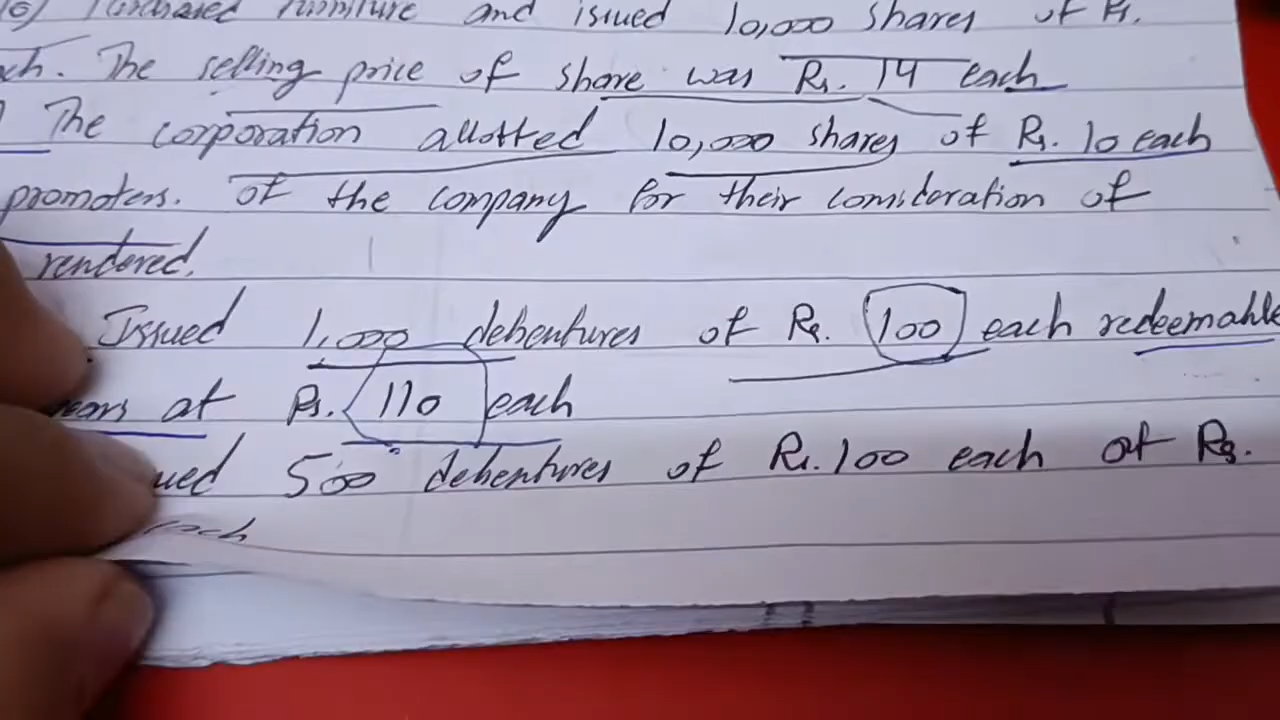 Purchased Furniture and issued 10,000 shares of Rs.
The selling price of share was Rs. 14 each
The corporation allotted 10,000 shares of Rs. 10 each
promoters. of the company for their consideration of
rendered.
Issued 1,000 debentures of Rs. 100 each redeemable
at Rs. 110 each
500 debentures of Rs. 100 each at Rs.
each